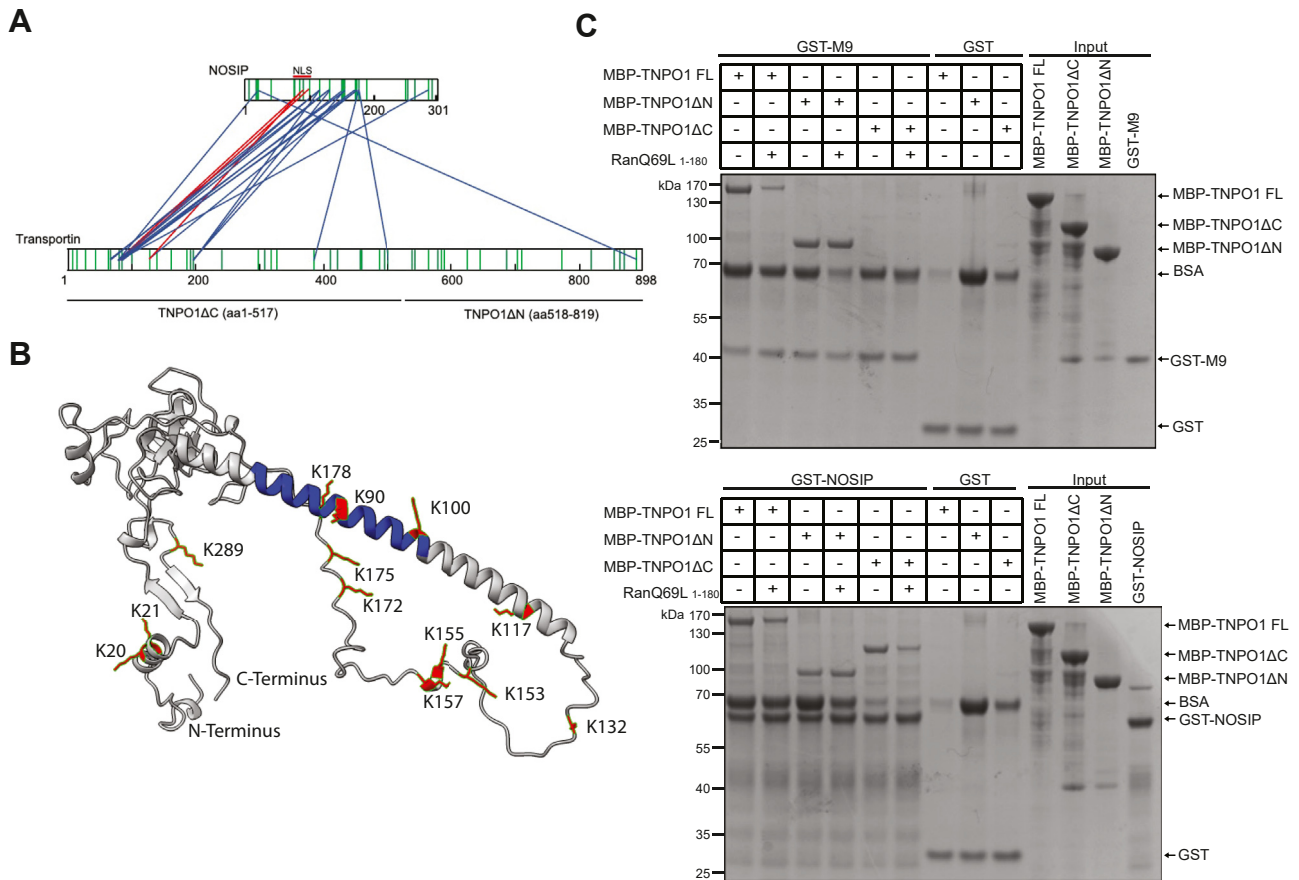 A
NOSIP
NLS
1
200
301
Transportin
1
200
400
600
800
898
TNPO1ΔC (aa1-517)
TNPO1ΔN (aa518-819)
B
K178
K90
K100
K289
K175
K172
K117
K21
K20
K155
K157
K153
K132
C-Terminus
N-Terminus
C
GST-M9 GST Input
MBP-TNPO1 FL + + - - - - + - -
MBP-TNPO1ΔN - - + + - - - + -
MBP-TNPO1ΔC - - - - + + - - +
RanQ69L 1-180 - + - + - + - - -
MBP-TNPO1 FL
MBP-TNPO1ΔC
MBP-TNPO1ΔN
GST-M9
kDa 170
130
100
70
55
40
35
25
MBP-TNPO1 FL
MBP-TNPO1ΔC
MBP-TNPO1ΔN
BSA
GST-M9
GST
GST-NOSIP GST Input
MBP-TNPO1 FL + + - - - - + - -
MBP-TNPO1ΔN - - + + - - - + -
MBP-TNPO1ΔC - - - - + + - - +
RanQ69L 1-180 - + - + - + - - -
MBP-TNPO1 FL
MBP-TNPO1ΔC
MBP-TNPO1ΔN
GST-NOSIP
kDa 170
130
100
70
55
40
35
25
MBP-TNPO1 FL
MBP-TNPO1ΔC
MBP-TNPO1ΔN
BSA
GST-NOSIP
GST